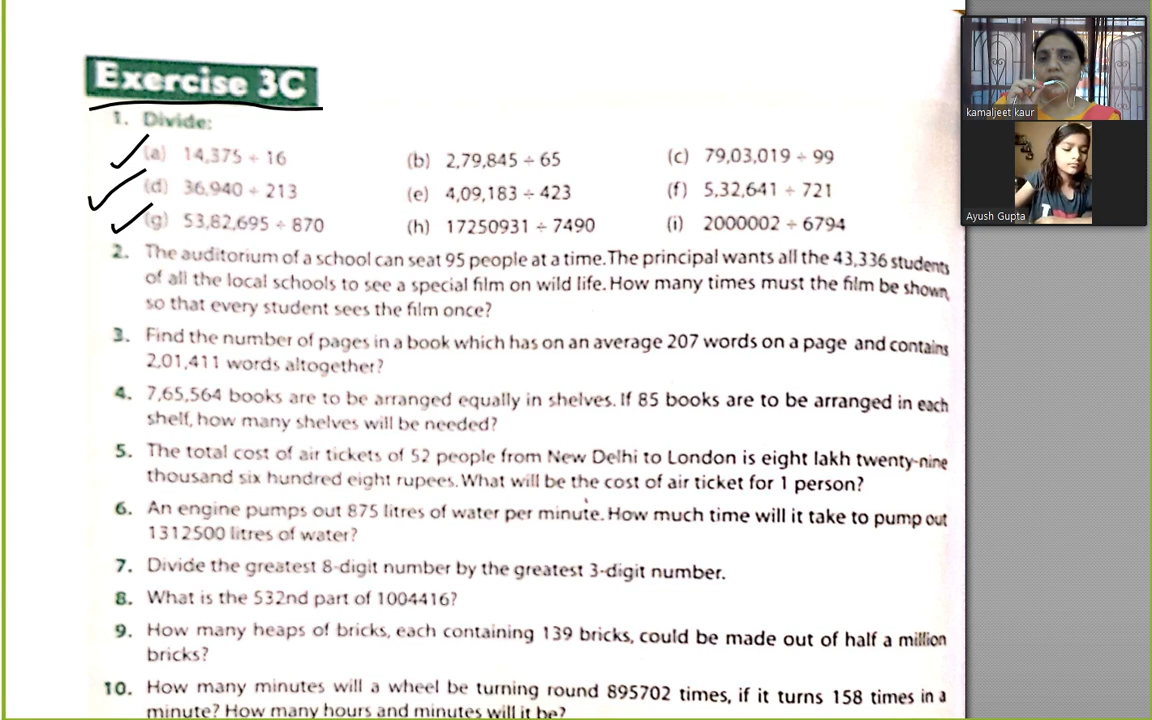 Exercise 3C
1. Divide:
(a) 14,375 ÷ 16 (b) 2,79,845 ÷ 65 (c) 79,03,019 ÷ 99
(d) 36,940 ÷ 213 (e) 4,09,183 ÷ 423 (f) 5,32,641 ÷ 721
(g) 53,82,695 ÷ 870 (h) 17250931 ÷ 7490 (i) 2000002 ÷ 6794
2. The auditorium of a school can seat 95 people at a time. The principal wants all the 43,336 students
of all the local schools to see a special film on wild life. How many times must the film be shown,
so that every student sees the film once?
3. Find the number of pages in a book which has on an average 207 words on a page and contains
2,01,411 words altogether?
4. 7,65,564 books are to be arranged equally in shelves. If 85 books are to be arranged in each
shelf, how many shelves will be needed?
5. The total cost of air tickets of 52 people from New Delhi to London is eight lakh twenty-nine
thousand six hundred eight rupees. What will be the cost of air ticket for 1 person?
6. An engine pumps out 875 litres of water per minute. How much time will it take to pump out
1312500 litres of water?
7. Divide the greatest 8-digit number by the greatest 3-digit number.
8. What is the 532nd part of 1004416?
9. How many heaps of bricks, each containing 139 bricks, could be made out of half a million
bricks?
10. How many minutes will a wheel be turning round 895702 times, if it turns 158 times in a
minute? How many hours and minutes will it be?
kamaljeet kaur
Ayush Gupta